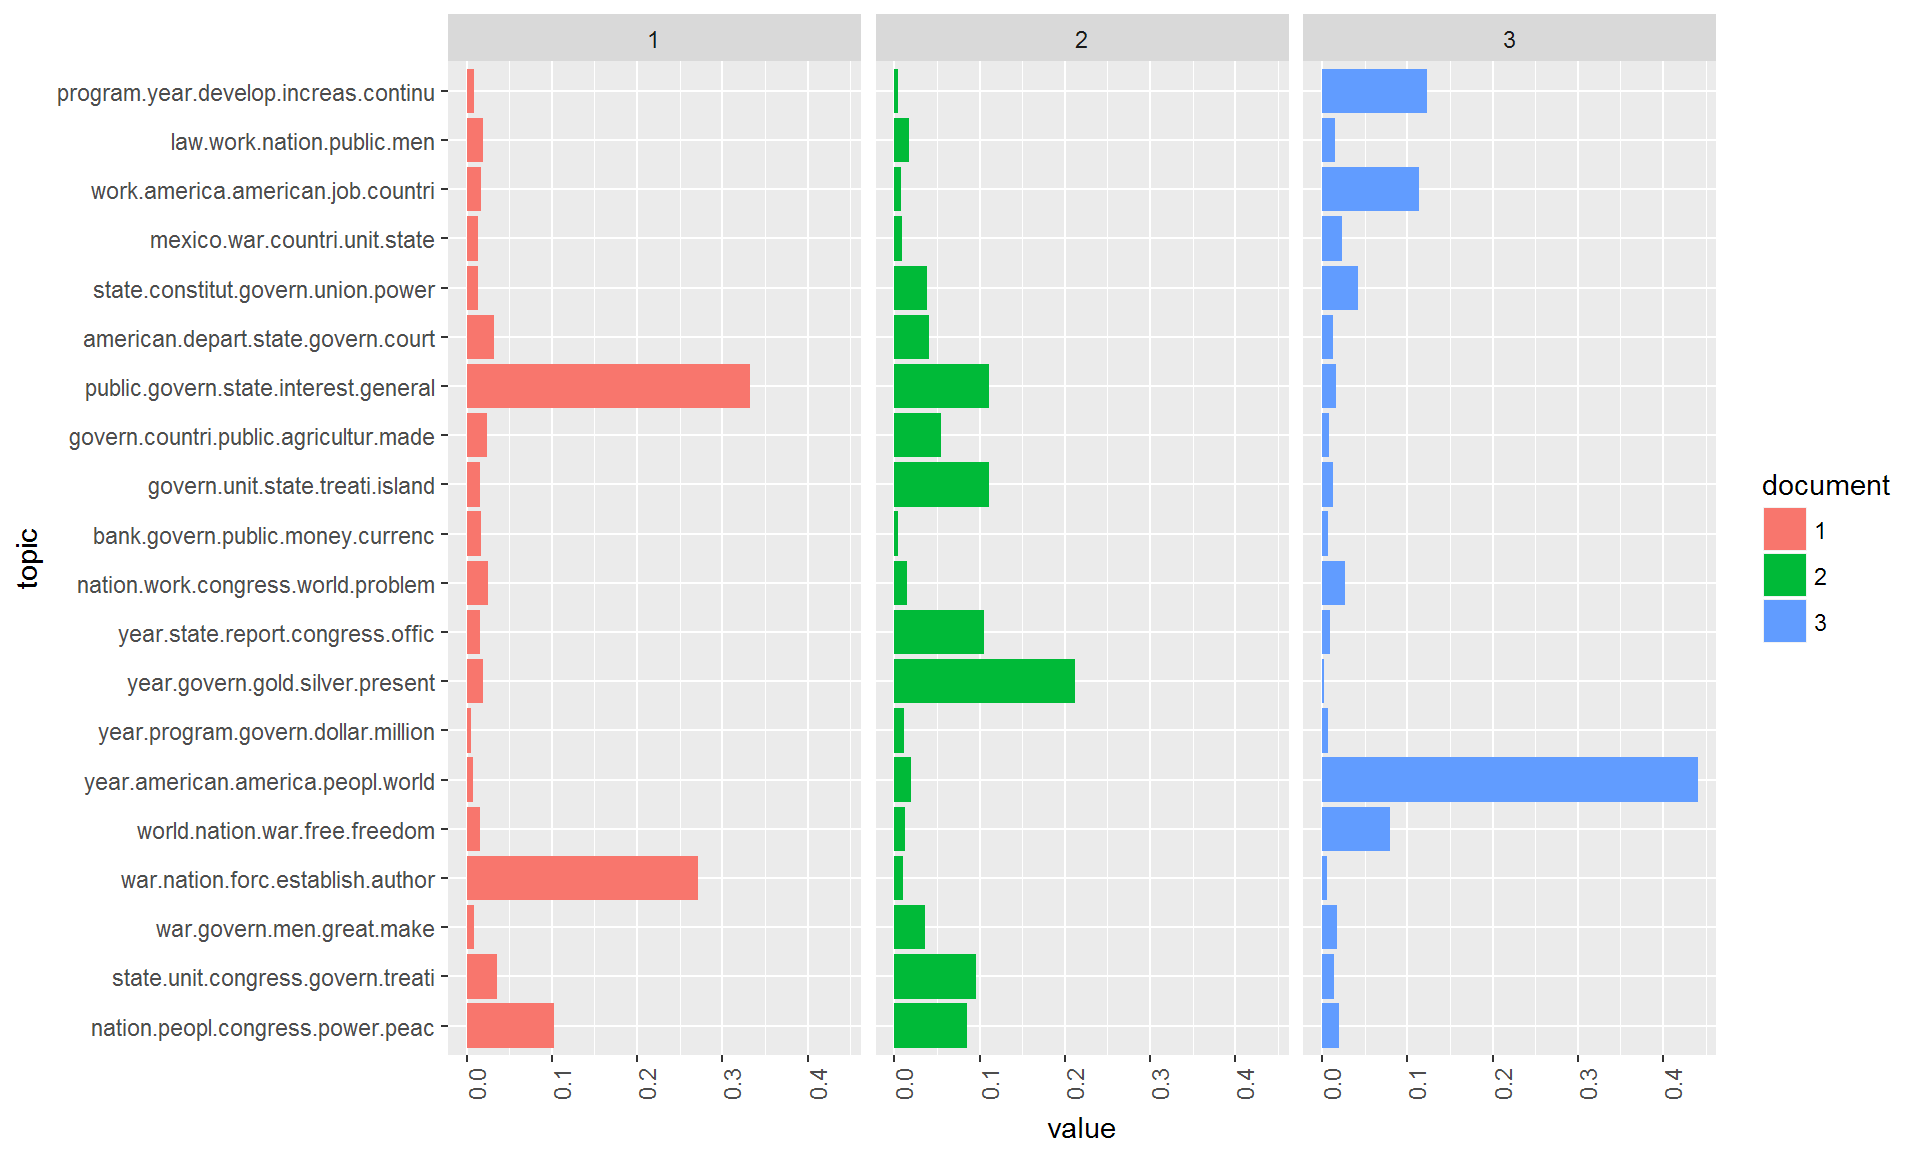 1 2 3
program.year.develop.increas.continu
law.work.nation.public.men
work.america.american.job.countri
mexico.war.countri.unit.state
state.constitut.govern.union.power
american.depart.state.govern.court
public.govern.state.interest.general
govern.countri.public.agricultur.made
govern.unit.state.treati.island
bank.govern.public.money.currenc
nation.work.congress.world.problem
year.state.report.congress.offic
year.govern.gold.silver.present
year.program.govern.dollar.million
year.american.america.peopl.world
world.nation.war.free.freedom
war.nation.forc.establish.author
war.govern.men.great.make
state.unit.congress.govern.treati
nation.peopl.congress.power.peac
topic
0.0 0.1 0.2 0.3 0.4 0.0 0.1 0.2 0.3 0.4 0.0 0.1 0.2 0.3 0.4
value
document
1
2
3